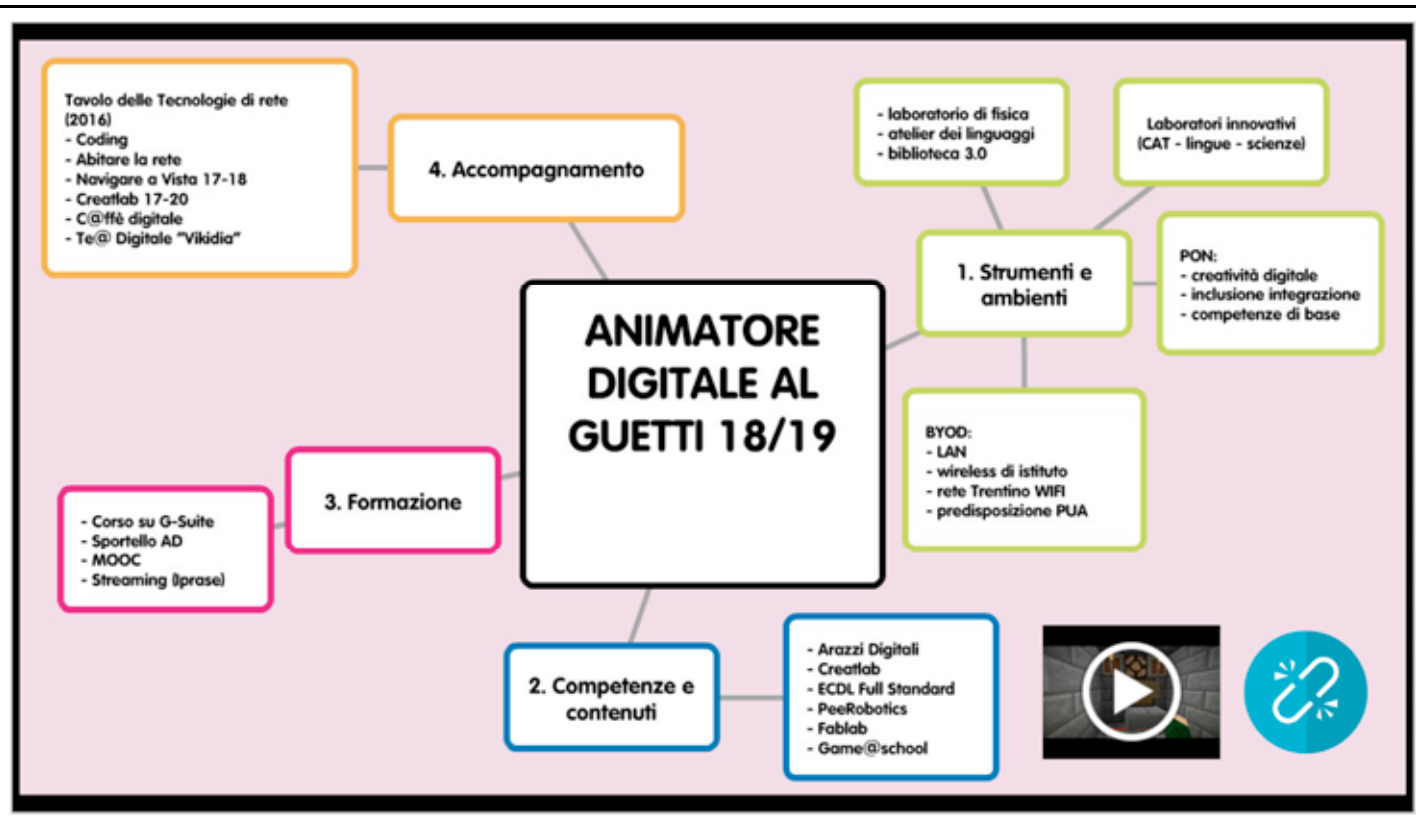 ANIMATORE
DIGITALE AL
GUETTI 18/19
1. Strumenti e
ambienti
- laboratorio di fisica
- atelier dei linguaggi
- biblioteca 3.0
Laboratori innovativi
(CAT - lingue - scienze)
PON:
- creatività digitale
- inclusione integrazione
- competenze di base
BYOD:
- LAN
- wireless di istituto
- rete Trentino WIFI
- predisposizione PUA
2. Competenze e
contenuti
- Arazzi Digitali
- Creatlab
- ECDL Full Standard
- PeeRobotics
- Fablab
- Game@school
3. Formazione
- Corso su G-Suite
- Sportello AD
- MOOC
- Streaming (Iprase)
4. Accompagnamento
Tavolo delle Tecnologie di rete
(2016)
- Coding
- Abitare la rete
- Navigare a Vista 17-18
- Creatlab 17-20
- C@ffè digitale
- Te@ Digitale "Vikidia"